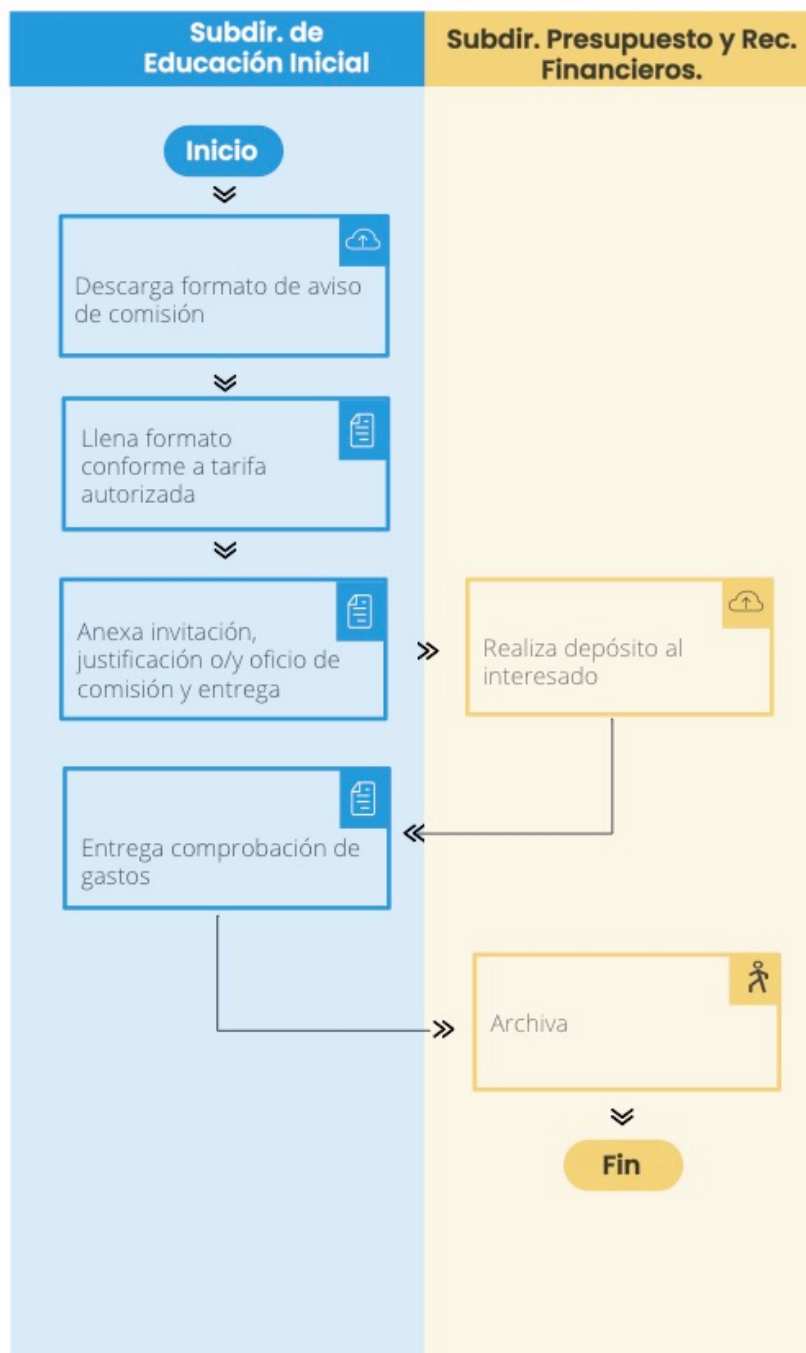 Subdir. de
Educación Inicial
Subdir. Presupuesto y Rec.
Financieros.
Inicio
Descarga formato de aviso
de comisión
Llena formato
conforme a tarifa
autorizada
Anexa invitación,
justificación o/y oficio de
comisión y entrega
Realiza depósito al
interesado
Entrega comprobación de
gastos
Archiva
Fin